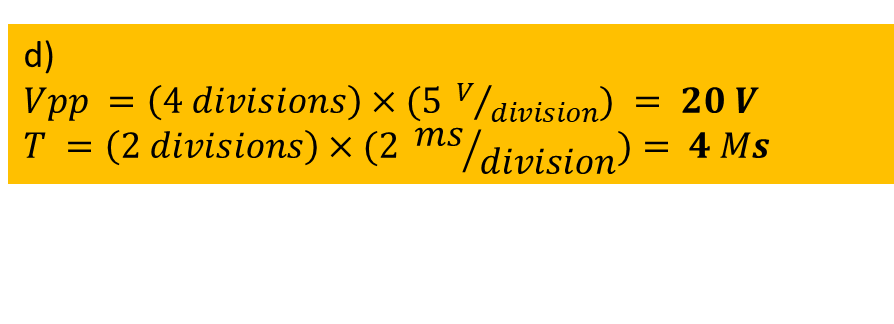 d)
Vpp = (4 divisions) × (5 V/division) = 20 V
T = (2 divisions) × (2 ms/division) = 4 Ms